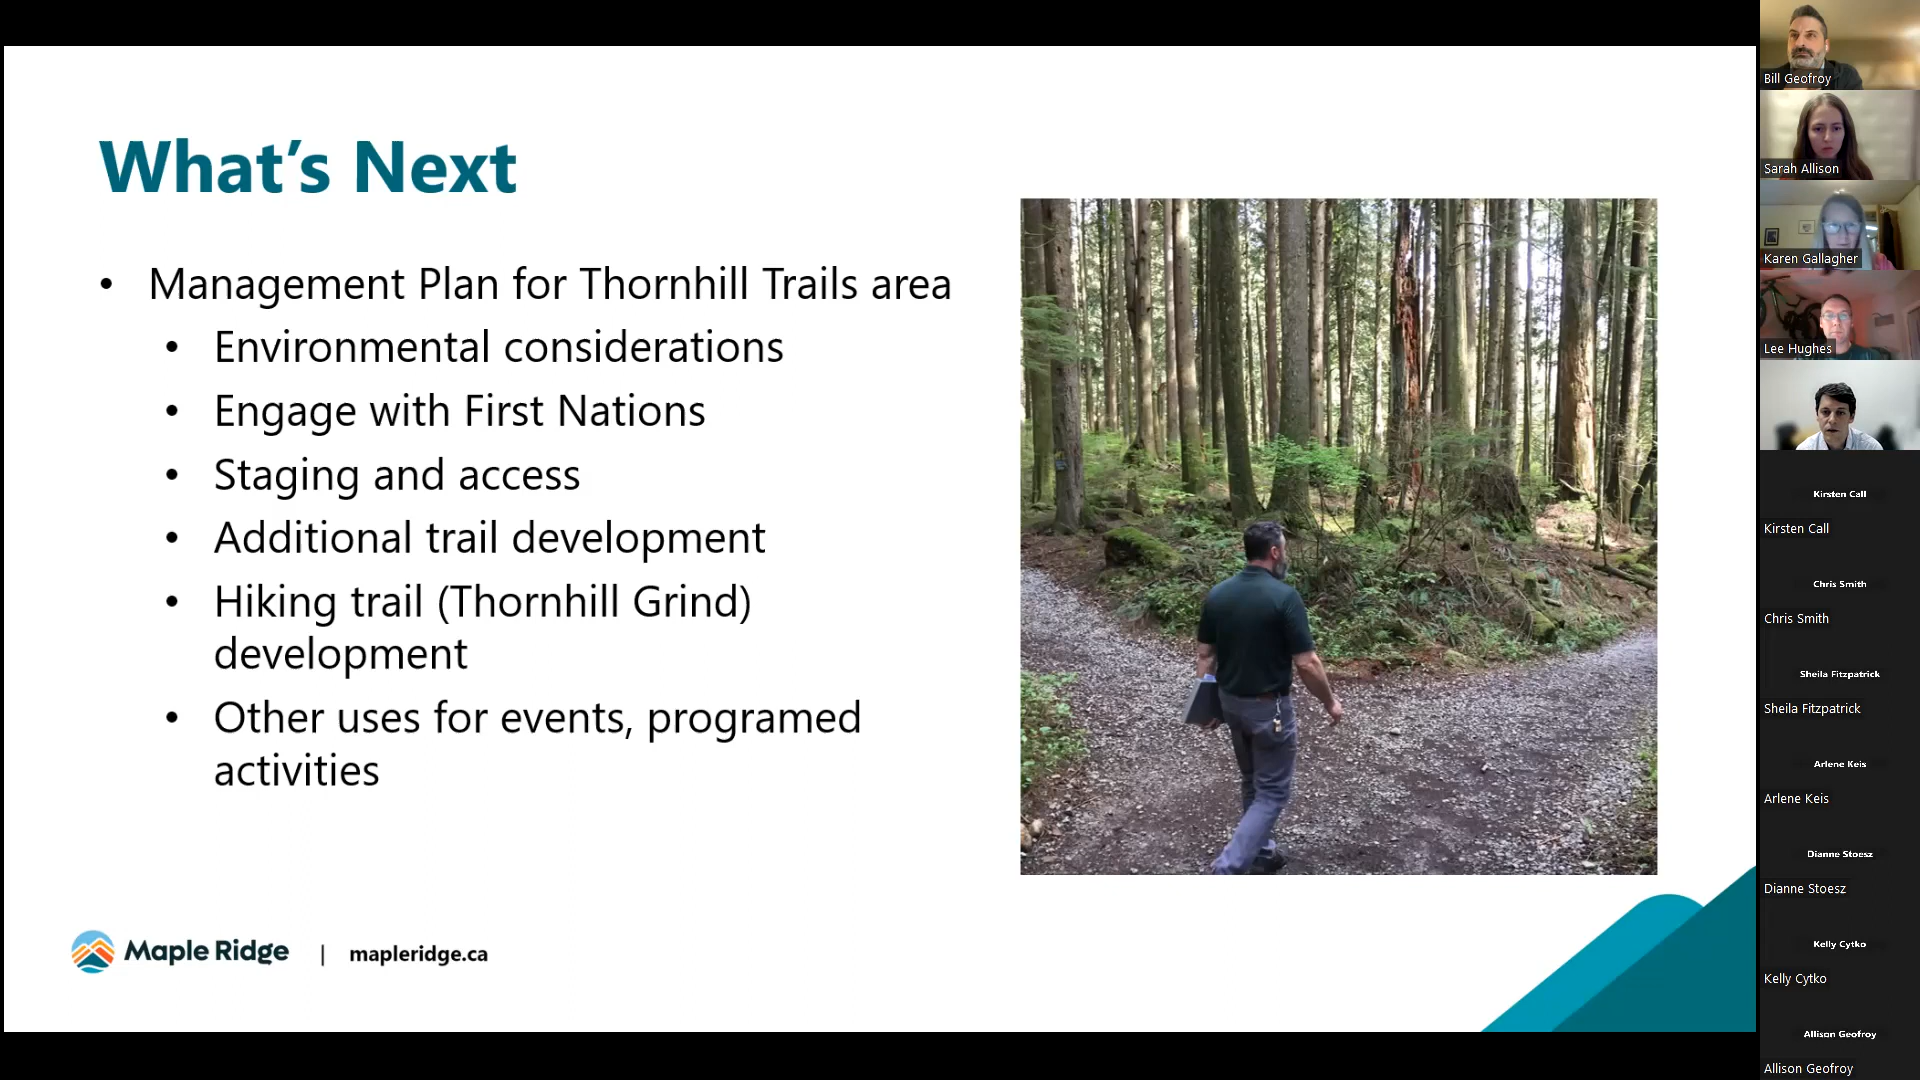 What's Next
• Management Plan for Thornhill Trails area
• Environmental considerations
• Engage with First Nations
• Staging and access
• Additional trail development
• Hiking trail (Thornhill Grind)
development
• Other uses for events, programed
activities
Maple Ridge | mapleridge.ca
Bill Geofroy
Sarah Allison
Karen Gallagher
Lee Hughes
Kirsten Call
Kirsten Call
Chris Smith
Chris Smith
Sheila Fitzpatrick
Sheila Fitzpatrick
Arlene Keis
Arlene Keis
Dianne Stoesz
Dianne Stoesz
Kelly Cytko
Kelly Cytko
Allison Geofroy
Allison Geofroy